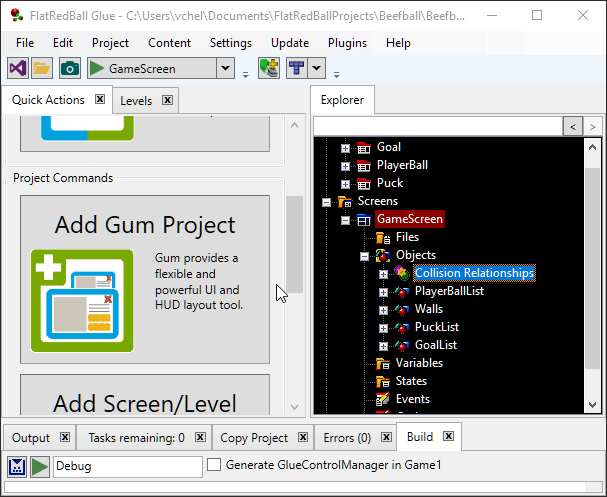 FlatRedBall Glue - C:\Users\vchel\Documents\FlatRedBallProjects\Beefball\Beefb...
File Edit Project Content Settings Update Plugins Help
GameScreen
Quick Actions Levels
Explorer
< >
Project Commands
Add Gum Project
Gum provides a
flexible and
powerful UI and
HUD layout tool.
Add Screen/Level
Goal
PlayerBall
Puck
Screens
GameScreen
Files
Objects
Collision Relationships
PlayerBallList
Walls
PuckList
GoalList
Variables
States
Events
Output Tasks remaining: 0 Copy Project Errors (0) Build
Debug
Generate GlueControlManager in Game1